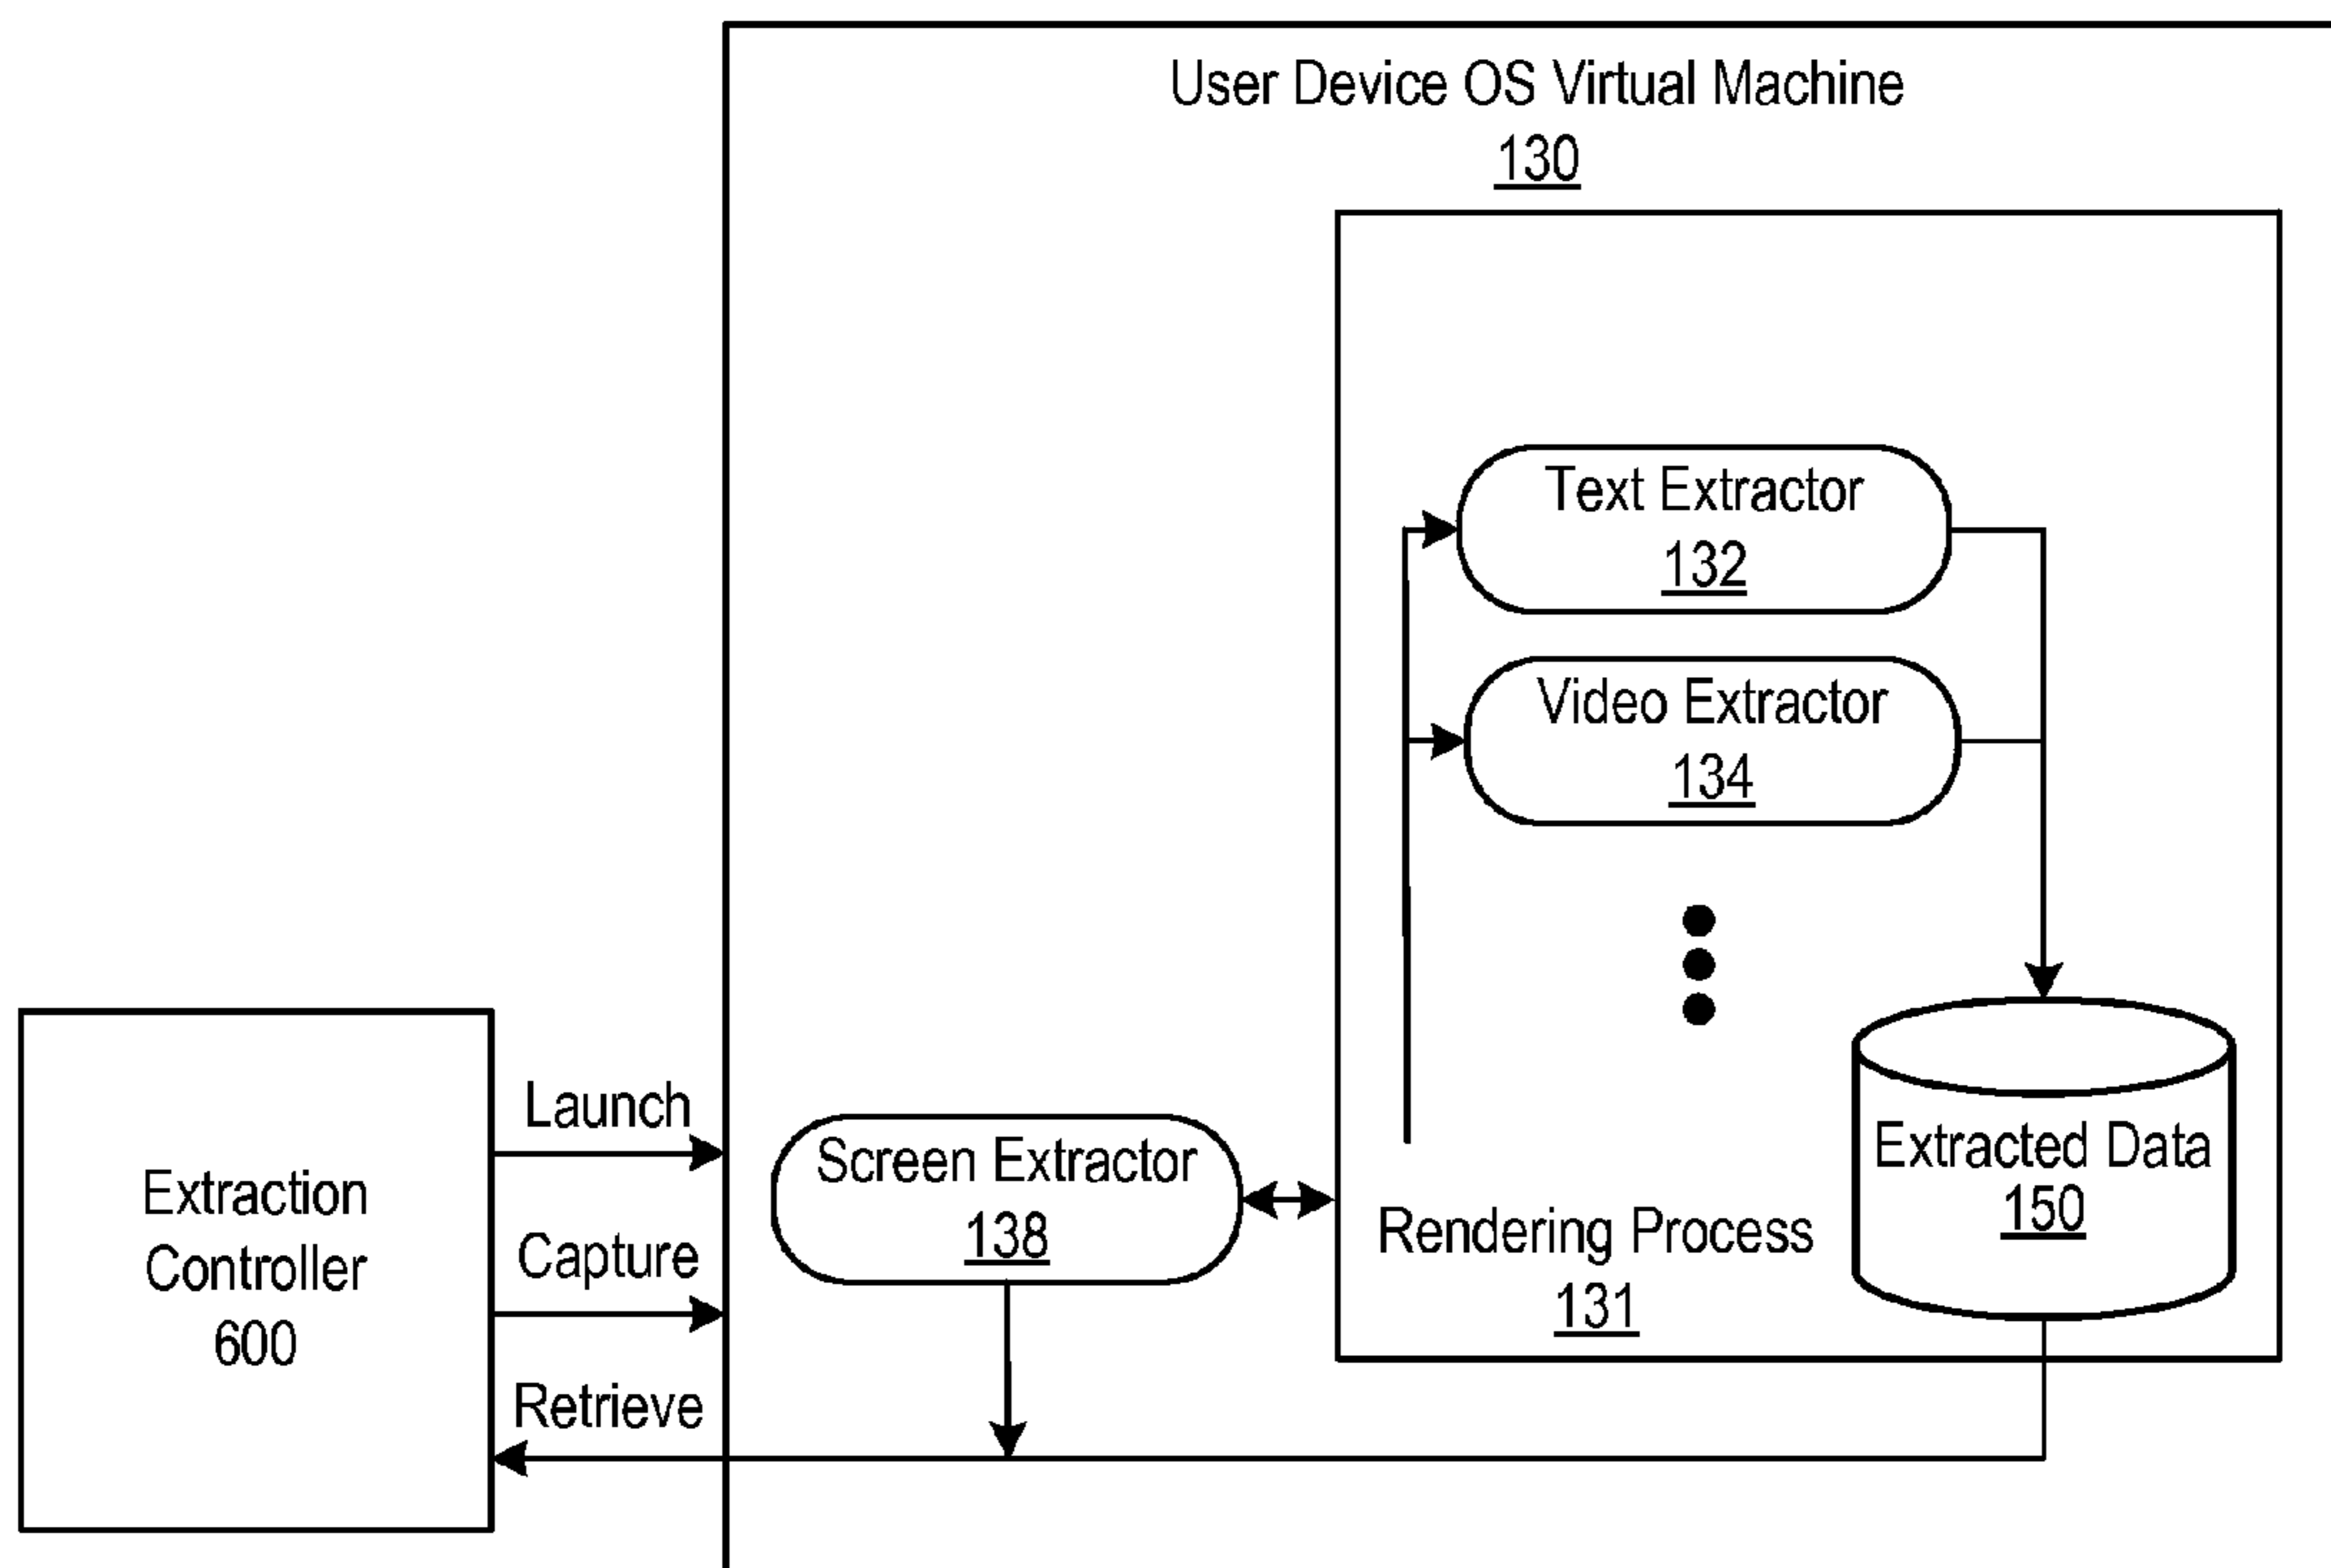 User Device OS Virtual Machine
130
Text Extractor
132
Video Extractor
134
Extracted Data
150
Rendering Process
131
Screen Extractor
138
Launch
Capture
Retrieve
Extraction
Controller
600